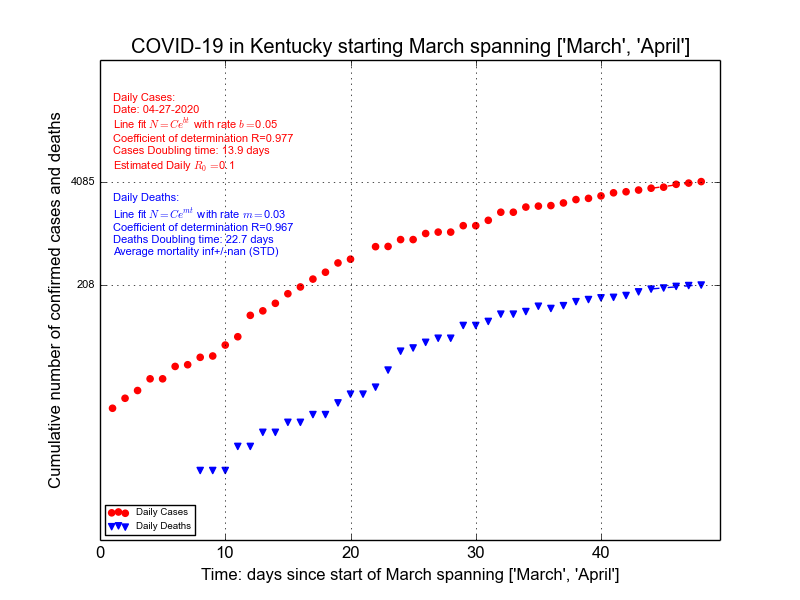 COVID-19 in Kentucky starting March spanning ['March', 'April']
Daily Cases:
Date: 04-27-2020
Line fit N = Ce^{bt} with rate b = 0.05
Coefficient of determination R=0.977
Cases Doubling time: 13.9 days
Estimated Daily R_0 = 0.1
Daily Deaths:
Line fit N = Ce^{mt} with rate m = 0.03
Coefficient of determination R=0.967
Deaths Doubling time: 22.7 days
Average mortality inf+/-nan (STD)
Cumulative number of confirmed cases and deaths
4085
208
Daily Cases
Daily Deaths
0 10 20 30 40
Time: days since start of March spanning ['March', 'April']